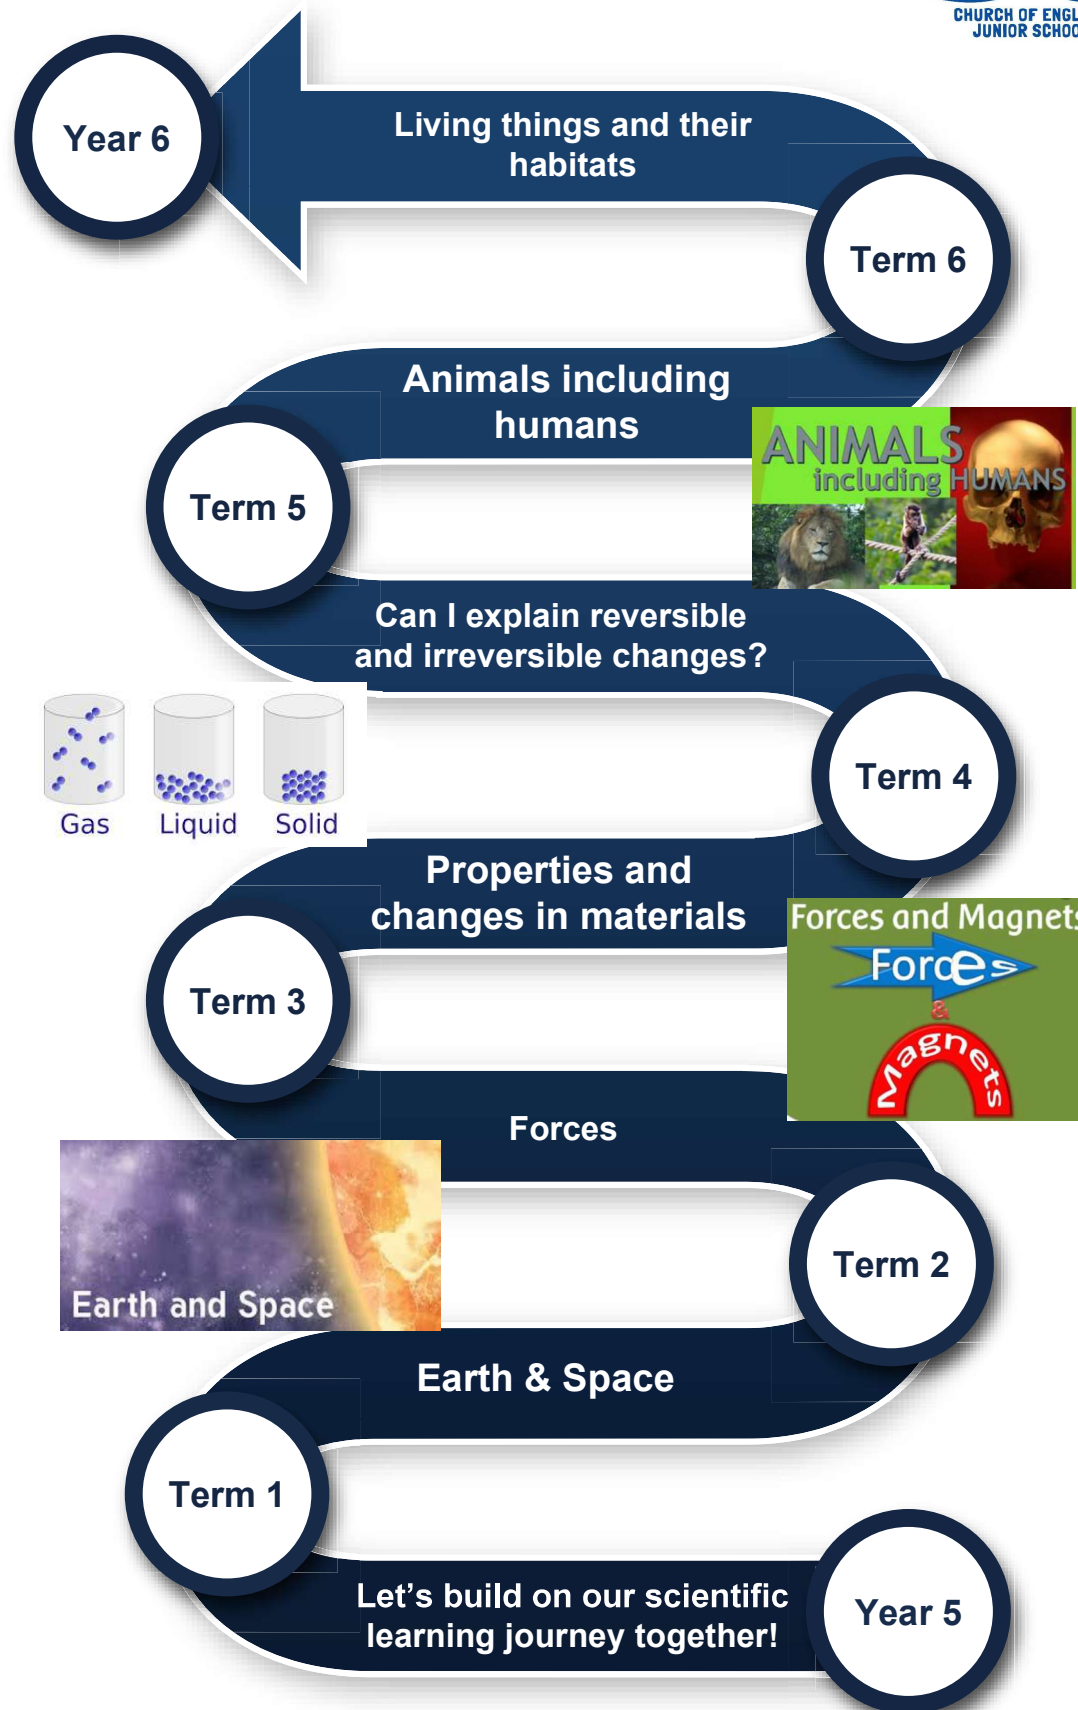 CHURCH OF ENGL
JUNIOR SCHOO
Year 6
Living things and their
habitats
Term 6
Animals including
humans
ANIMALS
including HUMANS
Term 5
Can I explain reversible
and irreversible changes?
Gas Liquid Solid
Term 4
Properties and
changes in materials
Forces and Magnets
Forces
&
Magnets
Term 3
Forces
Earth and Space
Term 2
Earth & Space
Term 1
Let’s build on our scientific
learning journey together!
Year 5